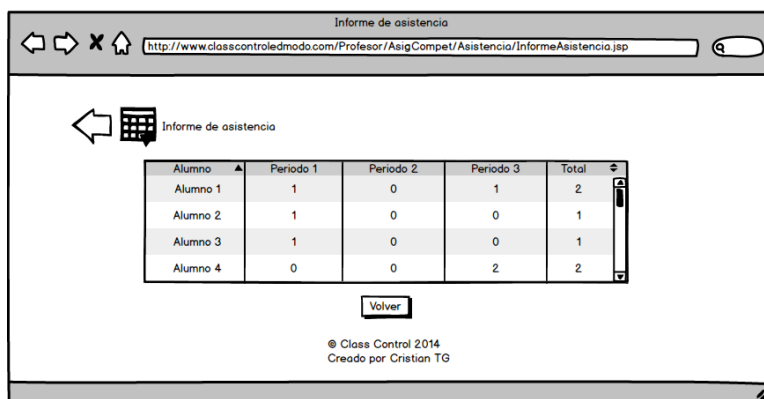 Informe de asistencia
http://www.classcontroledmodo.com/Profesor/AsigCompet/Asistencia/InformeAsistencia.jsp
Informe de asistencia
Alumno Periodo 1 Periodo 2 Periodo 3 Total
Alumno 1 1 0 1 2
Alumno 2 1 0 0 1
Alumno 3 1 0 0 1
Alumno 4 0 0 2 2
Volver
© Class Control 2014
Creado por Cristian TG